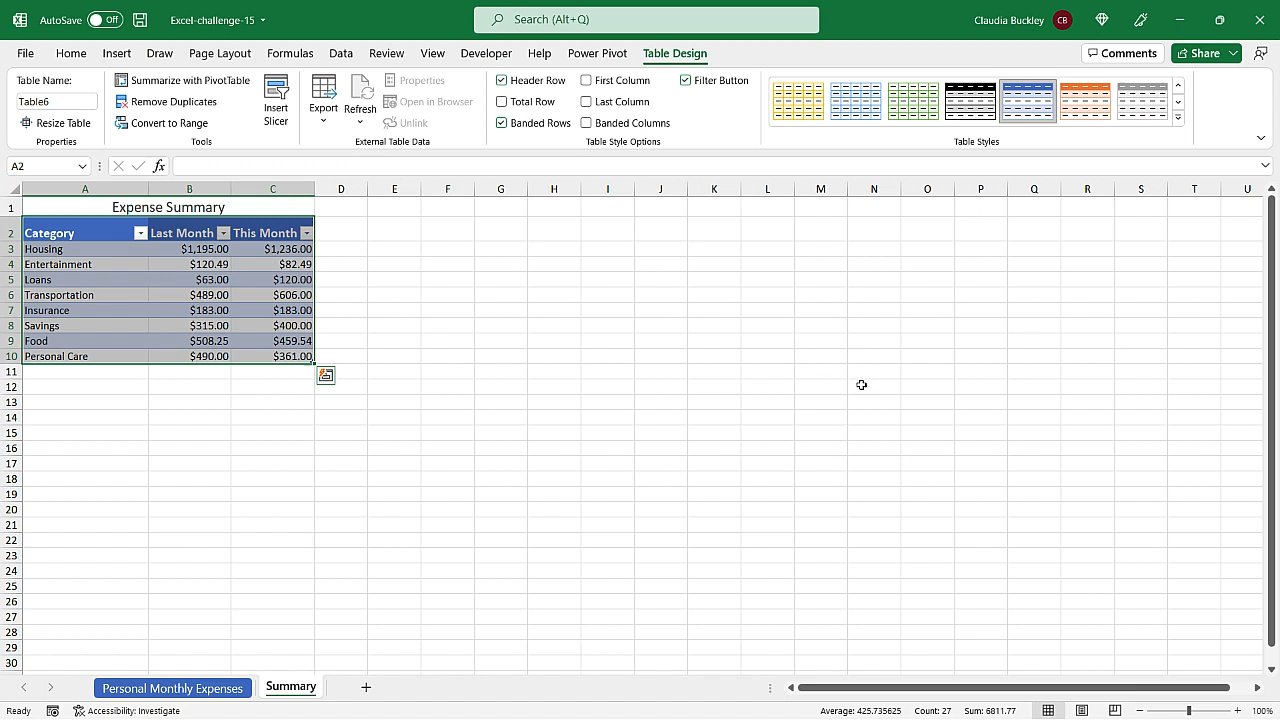 AutoSave Off Excel-challenge-15 Search (Alt+Q) Claudia Buckley CB
File Home Insert Draw Page Layout Formulas Data Review View Developer Help Power Pivot Table Design Comments Share
Table Name:
Table6
Resize Table
Properties
Summarize with PivotTable
Remove Duplicates
Convert to Range
Tools
Insert
Slicer
Export
Refresh
Properties
Open in Browser
Unlink
External Table Data
Header Row First Column Filter Button
Total Row Last Column
Banded Rows Banded Columns
Table Style Options
Table Styles
A2 fx
A B C D E F G H I J K L M N O P Q R S T U
1 Expense Summary
2 Category Last Month This Month
3 Housing $1,195.00 $1,236.00
4 Entertainment $120.49 $82.49
5 Loans $63.00 $120.00
6 Transportation $489.00 $606.00
7 Insurance $183.00 $183.00
8 Savings $315.00 $400.00
9 Food $508.25 $459.54
10 Personal Care $490.00 $361.00
11
12
13
14
15
16
17
18
19
20
21
22
23
24
25
26
27
28
29
30
Personal Monthly Expenses Summary
Ready Accessibility: Investigate Average: 425.735625 Count: 27 Sum: 6811.77 100%